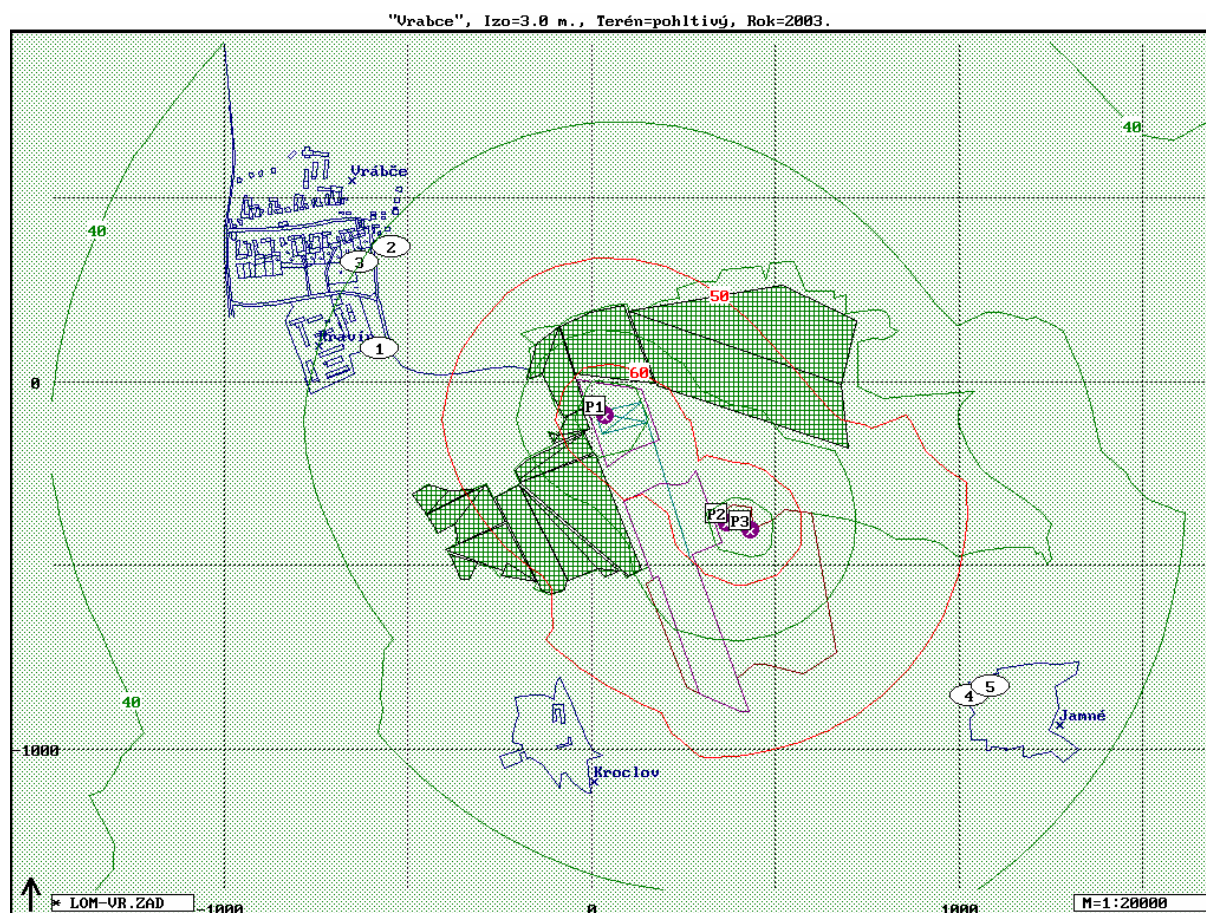 "Vrabce", Izo=3.0 m., Terén=pohltivý, Rok=2003.
40
Vrábče
40
2
3
50
Kravín
1
0
60
P1
P2
P3
5
4
40
Jamné
-1000
Kroclov
* LOM-VR.ZAD
-1000
0
1000
M=1:20000